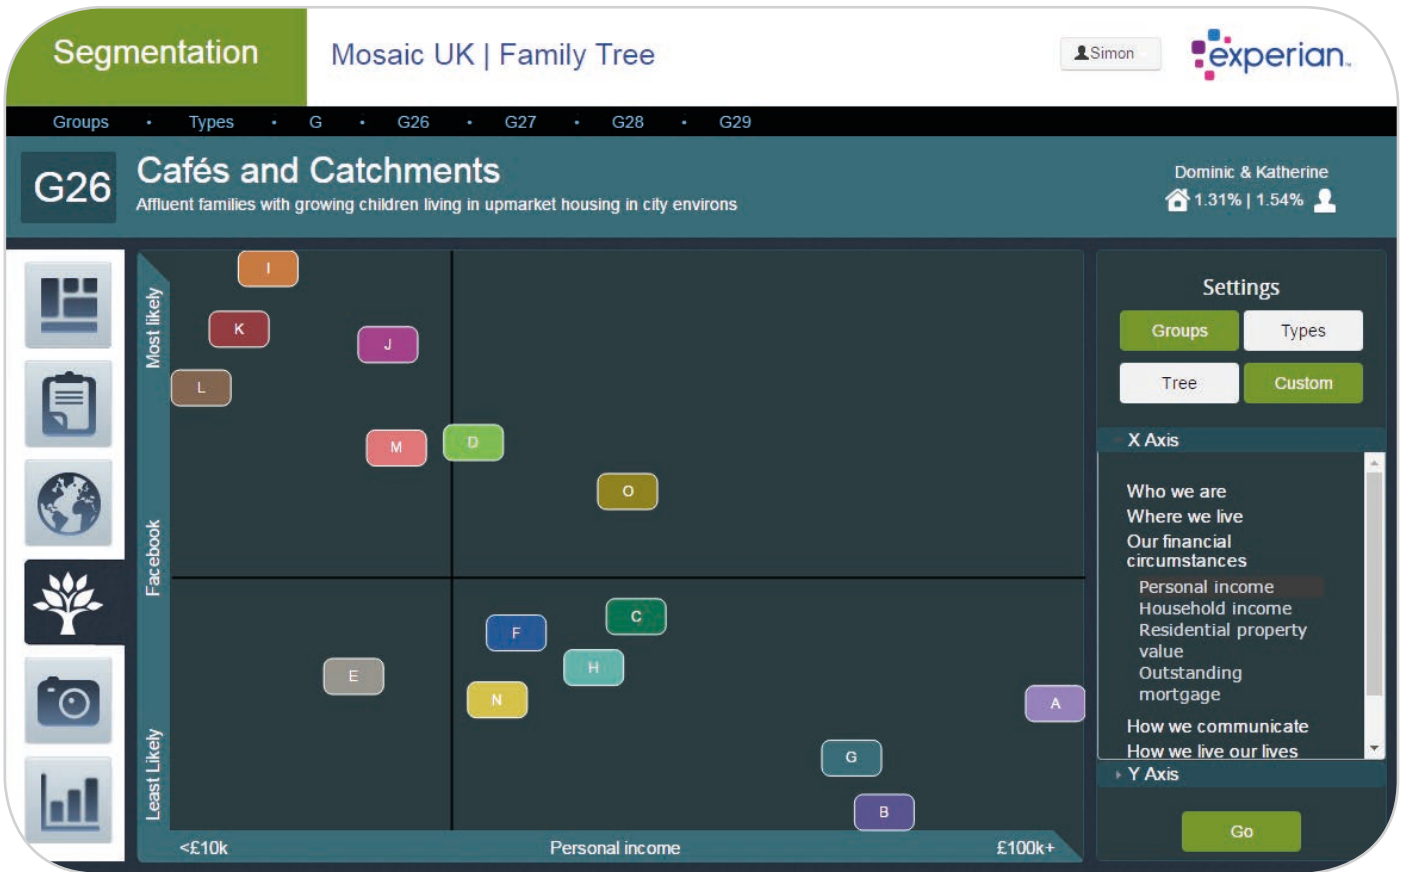 Segmentation
Mosaic UK | Family Tree
Simon
experian™
Groups • Types • G • G26 • G27 • G28 • G29
G26
Cafés and Catchments
Affluent families with growing children living in upmarket housing in city environs
Dominic & Katherine
1.31% | 1.54%
Most likely
Facebook
Least Likely
I
K
J
L
M
D
O
C
F
H
E
N
A
G
B
<£10k
Personal income
£100k+
Settings
Groups
Types
Tree
Custom
X Axis
Who we are
Where we live
Our financial
circumstances
Personal income
Household income
Residential property
value
Outstanding
mortgage
How we communicate
How we live our lives
Y Axis
Go